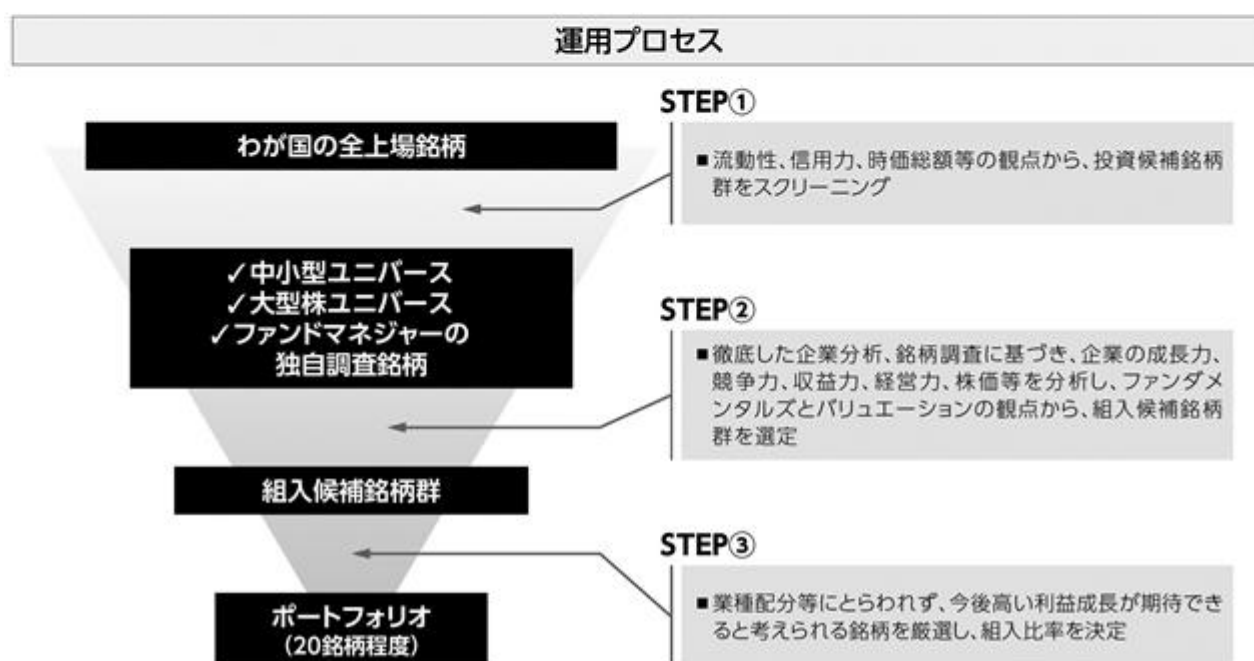 運用プロセス
わが国の全上場銘柄
STEP①
■流動性、信用力、時価総額等の観点から、投資候補銘柄
群をスクリーニング
✓中小型ユニバース
✓大型株ユニバース
✓ファンドマネジャーの
独自調査銘柄
STEP②
■徹底した企業分析、銘柄調査に基づき、企業の成長力、
競争力、収益力、経営力、株価等を分析し、ファンダメ
ンタルズとバリュエーションの観点から、組入候補銘柄
群を選定
組入候補銘柄群
STEP③
■業種配分等にとらわれず、今後高い利益成長が期待でき
ると考えられる銘柄を厳選し、組入比率を決定
ポートフォリオ
(20銘柄程度)